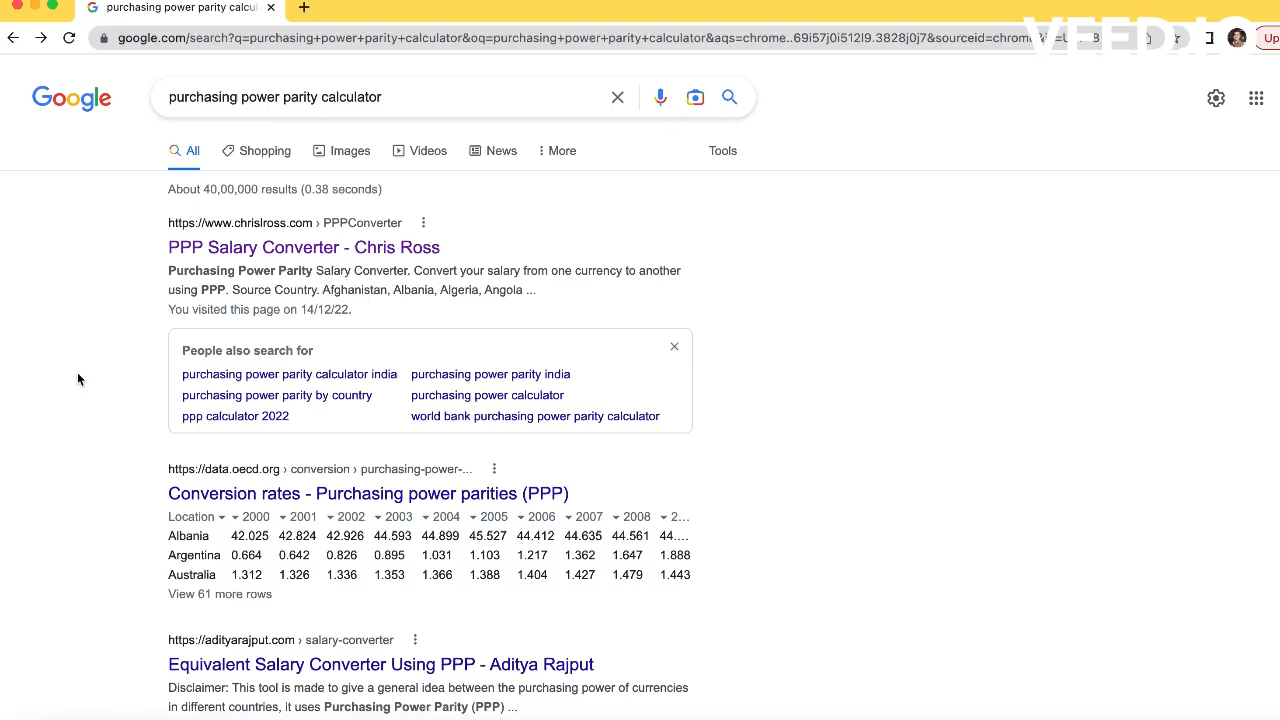 purchasing power parity calcul
google.com/search?q=purchasing+power+parity+calculator&oq=purchasing+power+parity+calculator&aqs=chrome..69i57j0i512l9.3828j0j7&sourceid=chrome
VEED.IO
Up
Google
purchasing power parity calculator
All Shopping Images Videos News More Tools
About 40,00,000 results (0.38 seconds)
https://www.chrislross.com › PPPConverter
PPP Salary Converter - Chris Ross
Purchasing Power Parity Salary Converter. Convert your salary from one currency to another
using PPP. Source Country. Afghanistan, Albania, Algeria, Angola ...
You visited this page on 14/12/22.
People also search for
purchasing power parity calculator india purchasing power parity india
purchasing power parity by country purchasing power calculator
ppp calculator 2022 world bank purchasing power parity calculator
https://data.oecd.org › conversion › purchasing-power-...
Conversion rates - Purchasing power parities (PPP)
Location 2000 2001 2002 2003 2004 2005 2006 2007 2008 2...
Albania 42.025 42.824 42.926 44.593 44.899 45.527 44.412 44.635 44.561 44....
Argentina 0.664 0.642 0.826 0.895 1.031 1.103 1.217 1.362 1.647 1.888
Australia 1.312 1.326 1.336 1.353 1.366 1.388 1.404 1.427 1.479 1.443
View 61 more rows
https://adityarajput.com › salary-converter
Equivalent Salary Converter Using PPP - Aditya Rajput
Disclaimer: This tool is made to give a general idea between the purchasing power of currencies
in different countries, it uses Purchasing Power Parity (PPP) ...